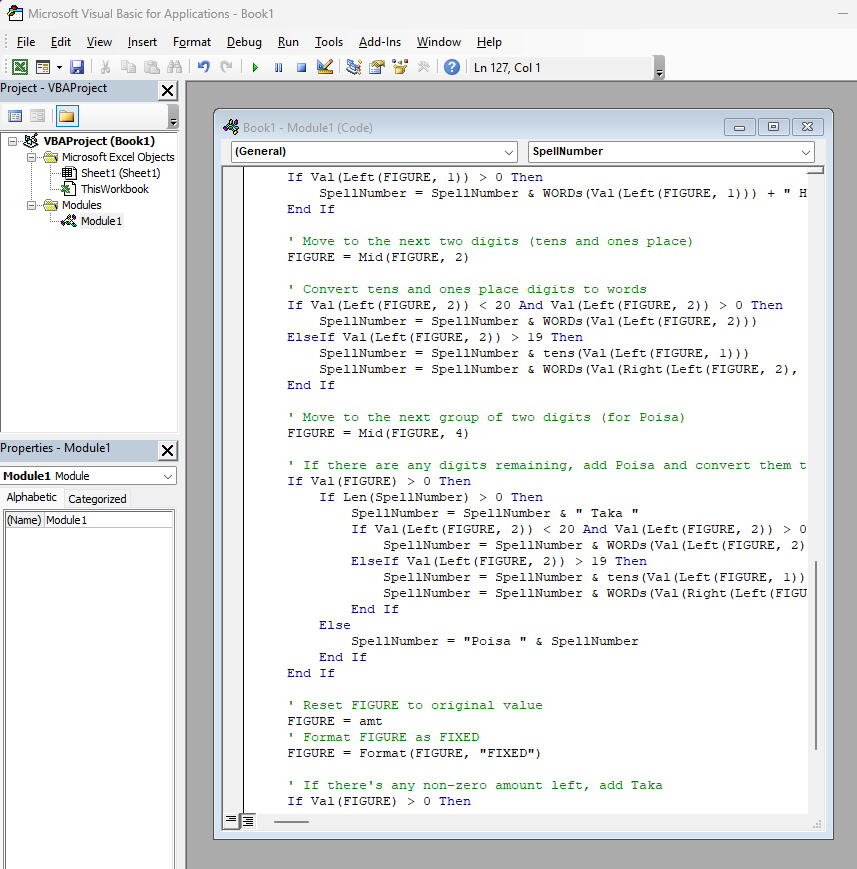 Microsoft Visual Basic for Applications - Book1
File Edit View Insert Format Debug Run Tools Add-Ins Window Help
Ln 127, Col 1
Project - VBAProject
VBAProject (Book1)
Microsoft Excel Objects
Sheet1 (Sheet1)
ThisWorkbook
Modules
Module1
Properties - Module1
Module1 Module
Alphabetic Categorized
(Name) Module1
Book1 - Module1 (Code)
(General) SpellNumber
If Val(Left(FIGURE, 1)) > 0 Then
SpellNumber = SpellNumber & WORDs(Val(Left(FIGURE, 1))) + " H
End If
' Move to the next two digits (tens and ones place)
FIGURE = Mid(FIGURE, 2)
' Convert tens and ones place digits to words
If Val(Left(FIGURE, 2)) < 20 And Val(Left(FIGURE, 2)) > 0 Then
SpellNumber = SpellNumber & WORDs(Val(Left(FIGURE, 2)))
ElseIf Val(Left(FIGURE, 2)) > 19 Then
SpellNumber = SpellNumber & tens(Val(Left(FIGURE, 1)))
SpellNumber = SpellNumber & WORDs(Val(Right(Left(FIGURE, 2),
End If
' Move to the next group of two digits (for Poisa)
FIGURE = Mid(FIGURE, 4)
' If there are any digits remaining, add Poisa and convert them t
If Val(FIGURE) > 0 Then
If Len(SpellNumber) > 0 Then
SpellNumber = SpellNumber & " Taka "
If Val(Left(FIGURE, 2)) < 20 And Val(Left(FIGURE, 2)) > 0
SpellNumber = SpellNumber & WORDs(Val(Left(FIGURE, 2)
ElseIf Val(Left(FIGURE, 2)) > 19 Then
SpellNumber = SpellNumber & tens(Val(Left(FIGURE, 1))
SpellNumber = SpellNumber & WORDs(Val(Right(Left(FIGU
End If
Else
SpellNumber = "Poisa " & SpellNumber
End If
End If
' Reset FIGURE to original value
FIGURE = amt
' Format FIGURE as FIXED
FIGURE = Format(FIGURE, "FIXED")
' If there's any non-zero amount left, add Taka
If Val(FIGURE) > 0 Then